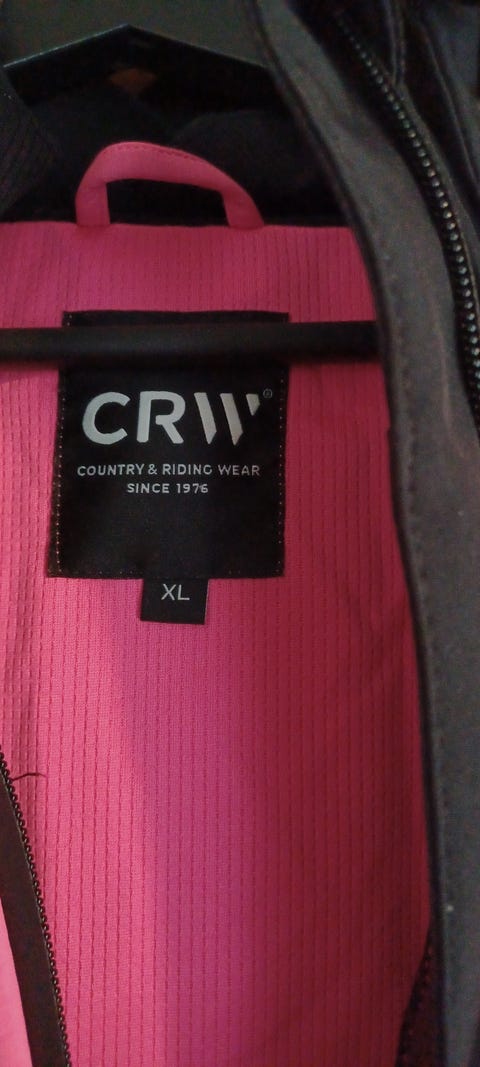 CRW®
COUNTRY & RIDING WEAR
SINCE 1976
XL